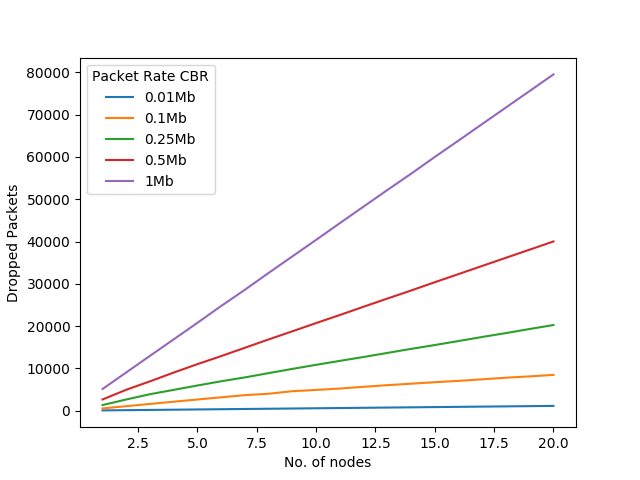 Packet Rate CBR
0.01Mb
0.1Mb
0.25Mb
0.5Mb
1Mb
Dropped Packets
80000
70000
60000
50000
40000
30000
20000
10000
0
2.5 5.0 7.5 10.0 12.5 15.0 17.5 20.0
No. of nodes